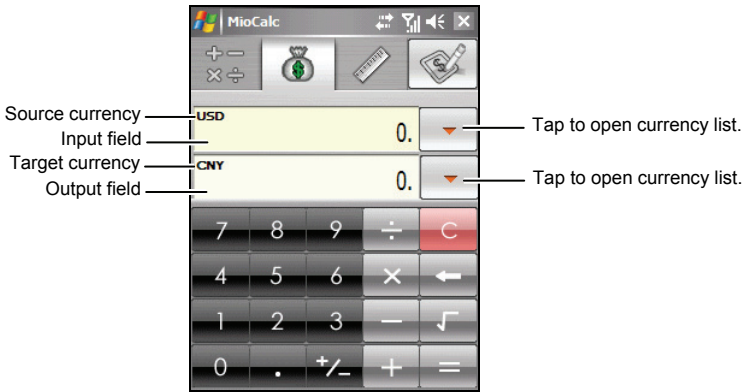 MioCalc
Source currency
USD
Input field
0.
Tap to open currency list.
Target currency
CNY
Output field
0.
Tap to open currency list.
7 8 9 ÷ C
4 5 6 × ←
1 2 3 − √
0 . +/− + =